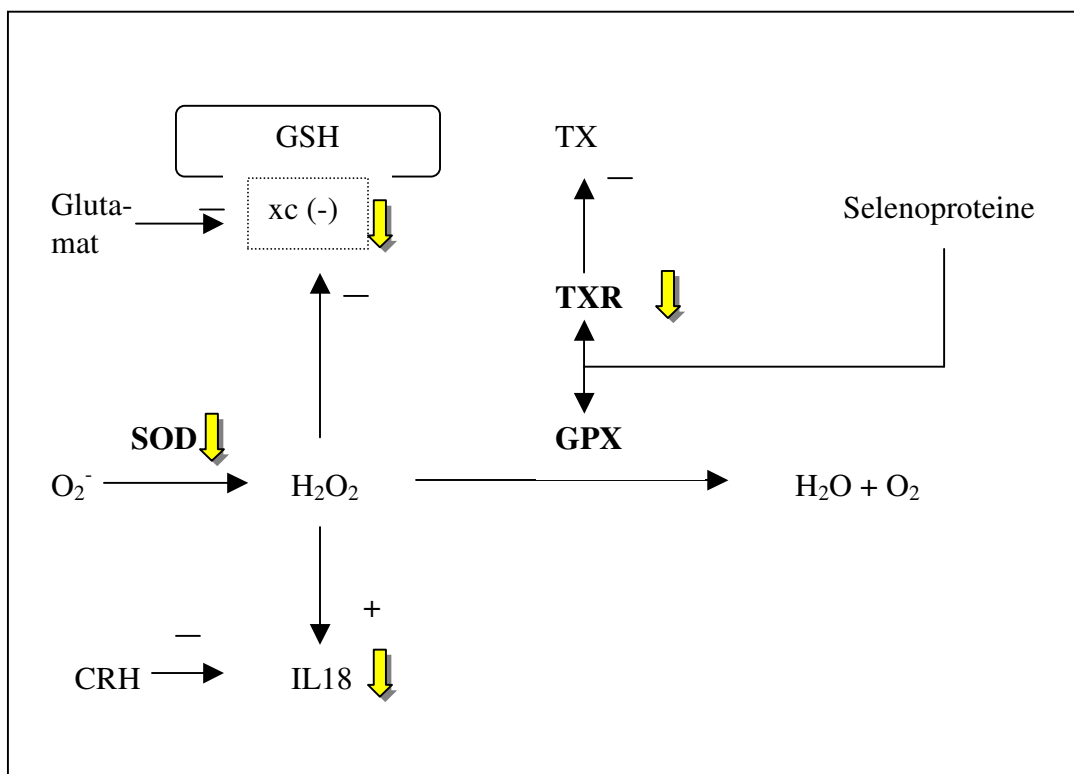 GSH
TX
Gluta-
mat
—
xc (-)
—
Selenoproteine
—
TXR
SOD
GPX
O₂⁻
H₂O₂
H₂O + O₂
+
—
CRH
IL18